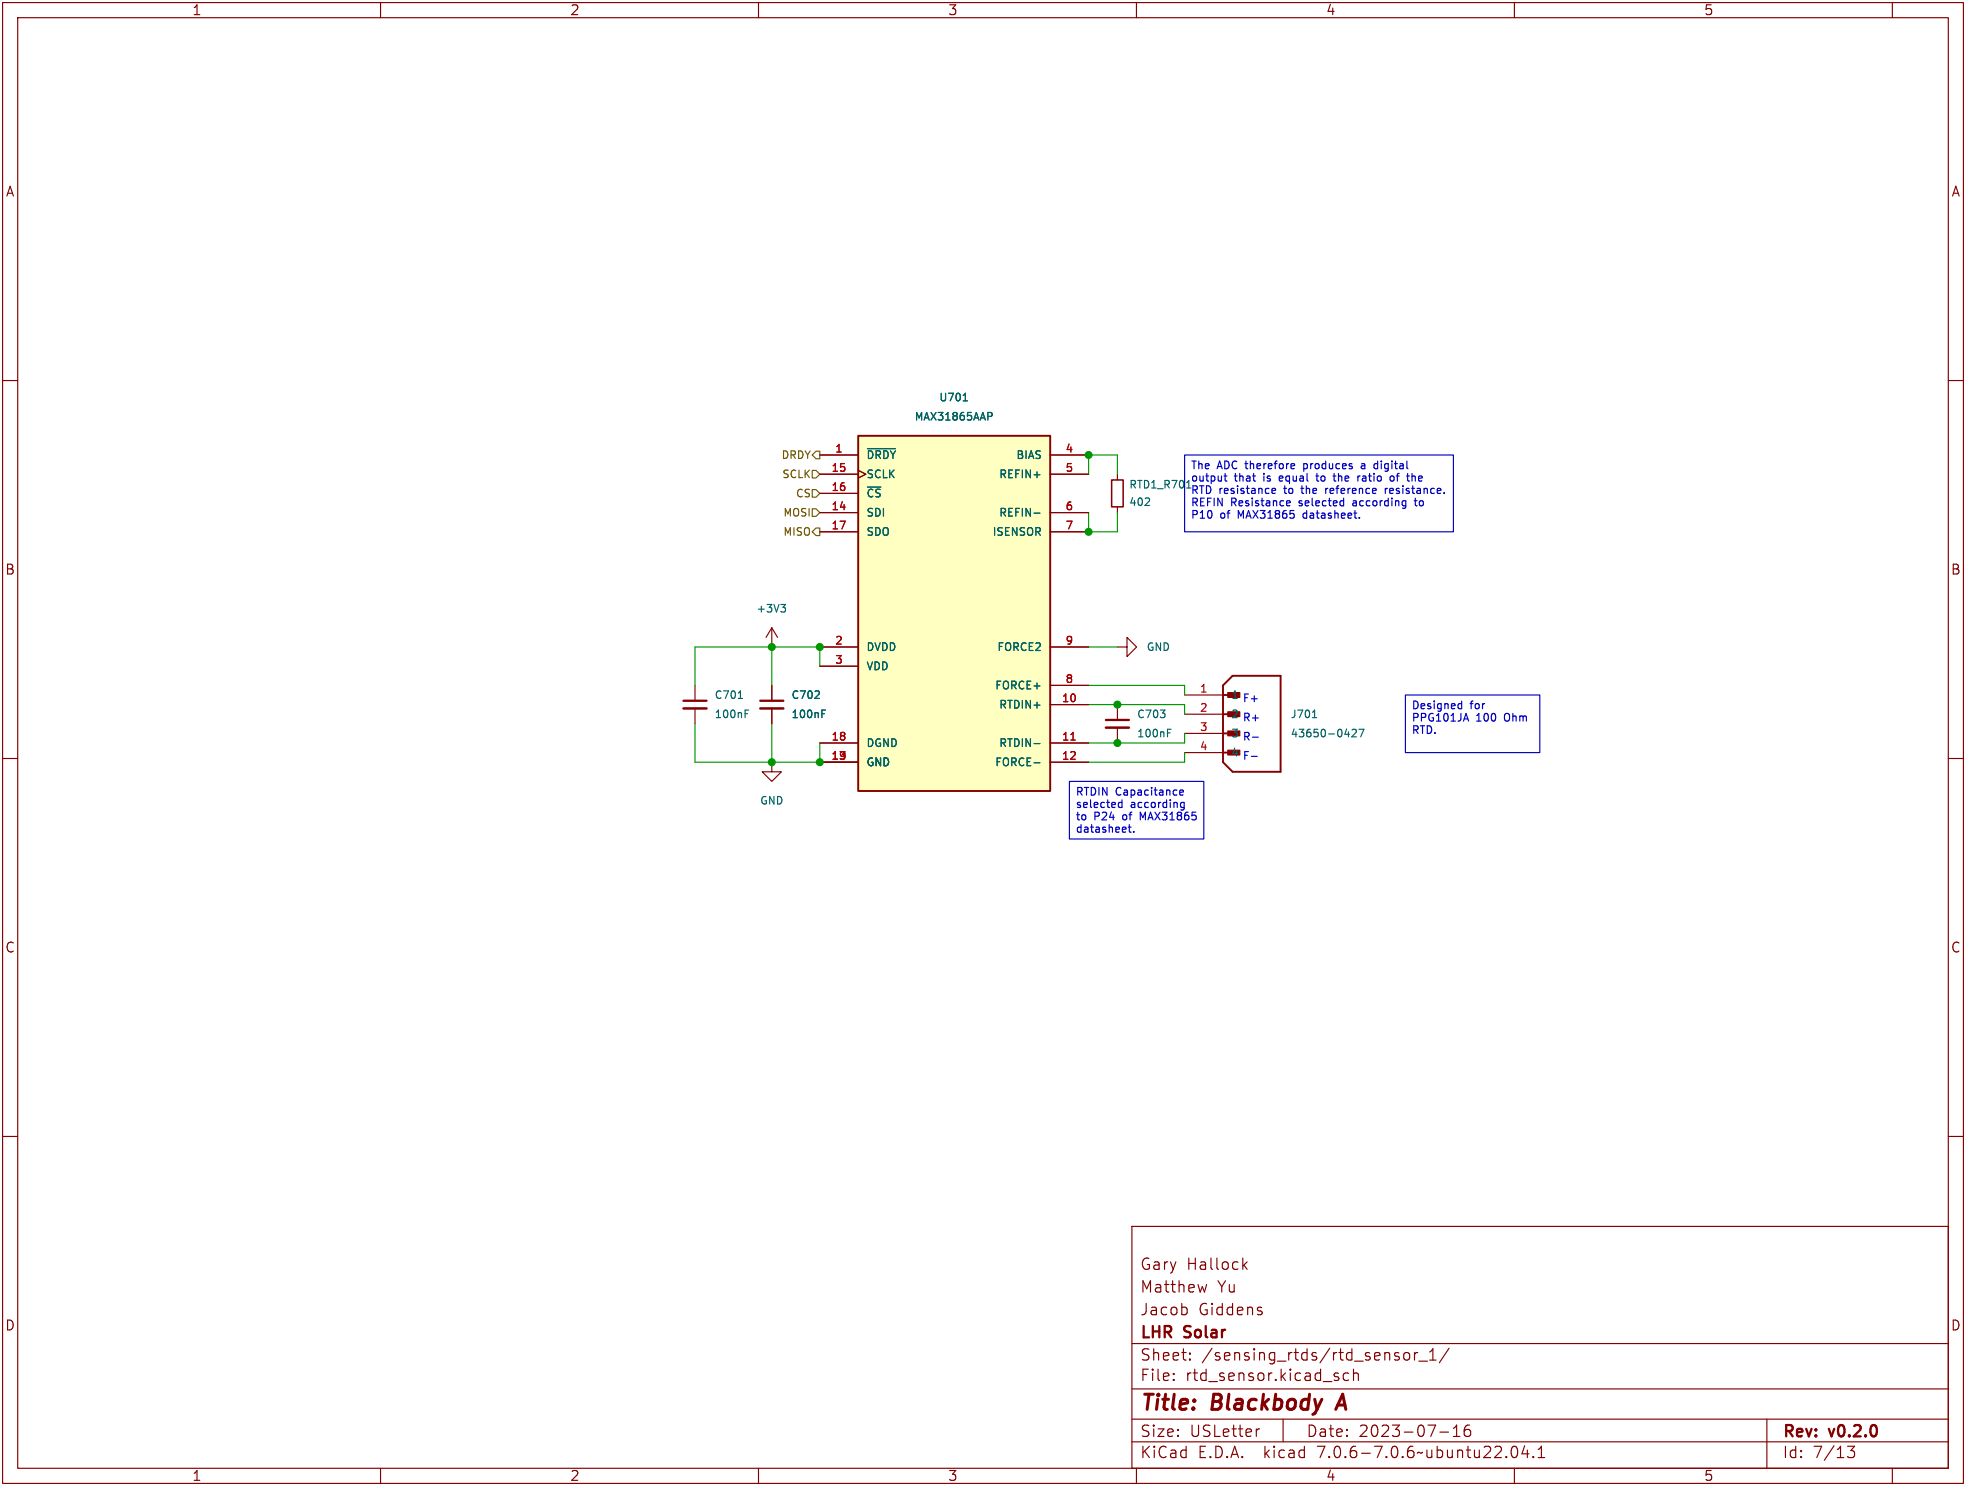 1 2 3 4 5
A A
B B
C C
D D
U701
MAX31865AAP
DRDY 1 DRDY
SCLK 15 SCLK
CS 16 CS
MOSI 14 SDI
MISO 17 SDO
BIAS 4
REFIN+ 5
REFIN- 6
ISENSOR 7
RTD1_R701
402
The ADC therefore produces a digital
output that is equal to the ratio of the
RTD resistance to the reference resistance.
REFIN Resistance selected according to
P10 of MAX31865 datasheet.
+3V3
2 DVDD
3 VDD
C701
100nF
C702
100nF
18 DGND
19 GND
GND
FORCE2 9 GND
FORCE+ 8
RTDIN+ 10
RTDIN- 11
FORCE- 12
C703
100nF
1 F+
2 R+
3 R-
4 F-
J701
43650-0427
Designed for
PPG101JA 100 Ohm
RTD.
RTDIN Capacitance
selected according
to P24 of MAX31865
datasheet.
Gary Hallock
Matthew Yu
Jacob Giddens
LHR Solar
Sheet: /sensing_rtds/rtd_sensor_1/
File: rtd_sensor.kicad_sch
Title: Blackbody A
Size: USLetter Date: 2023-07-16 Rev: v0.2.0
KiCad E.D.A. kicad 7.0.6-7.0.6~ubuntu22.04.1 Id: 7/13
1 2 3 4 5